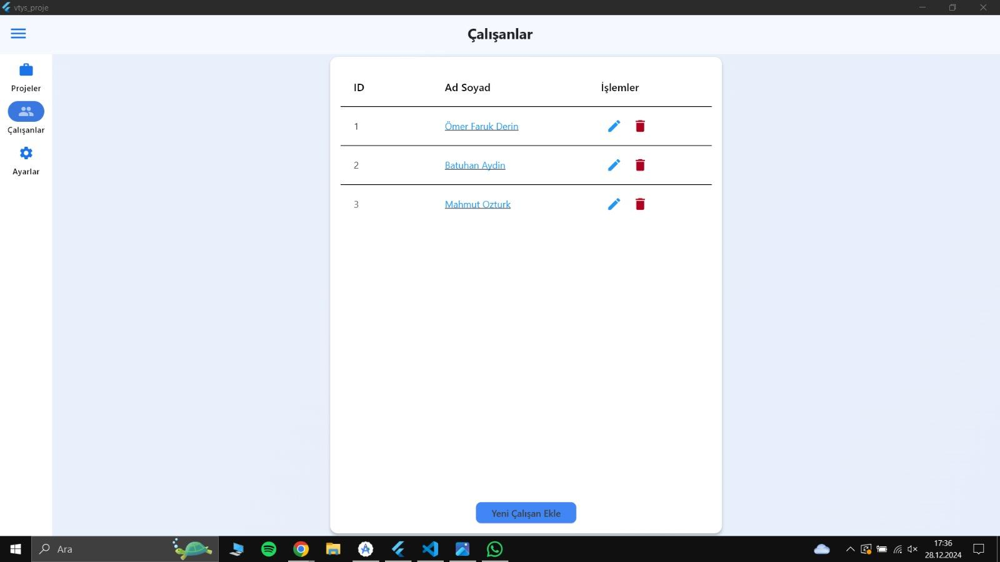 vtys_proje
Çalışanlar
Projeler
Çalışanlar
Ayarlar
ID Ad Soyad İşlemler
1 Ömer Faruk Derin
2 Batuhan Aydin
3 Mahmut Ozturk
Yeni Çalışan Ekle
Ara
17:36
28.12.2024